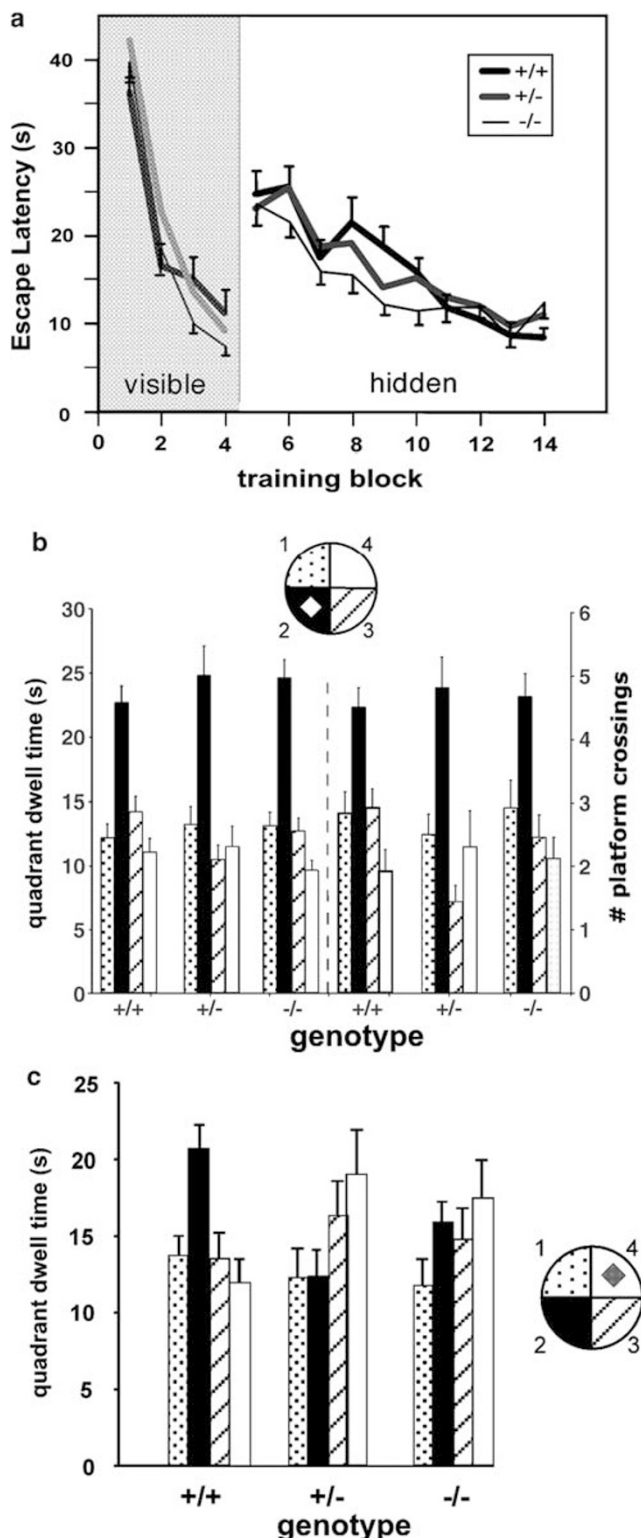 a
Escape Latency (s)
40
30
20
10
0
+/+
+/-
-/-
visible
hidden
0 2 4 6 8 10 12 14
training block
b
1 4
2 3
quadrant dwell time (s)
30
25
20
15
10
5
0
# platform crossings
6
5
4
3
2
1
0
+/+ +/- -/- +/+ +/- -/-
genotype
c
quadrant dwell time (s)
25
20
15
10
5
0
1 4
2 3
+/+ +/- -/-
genotype